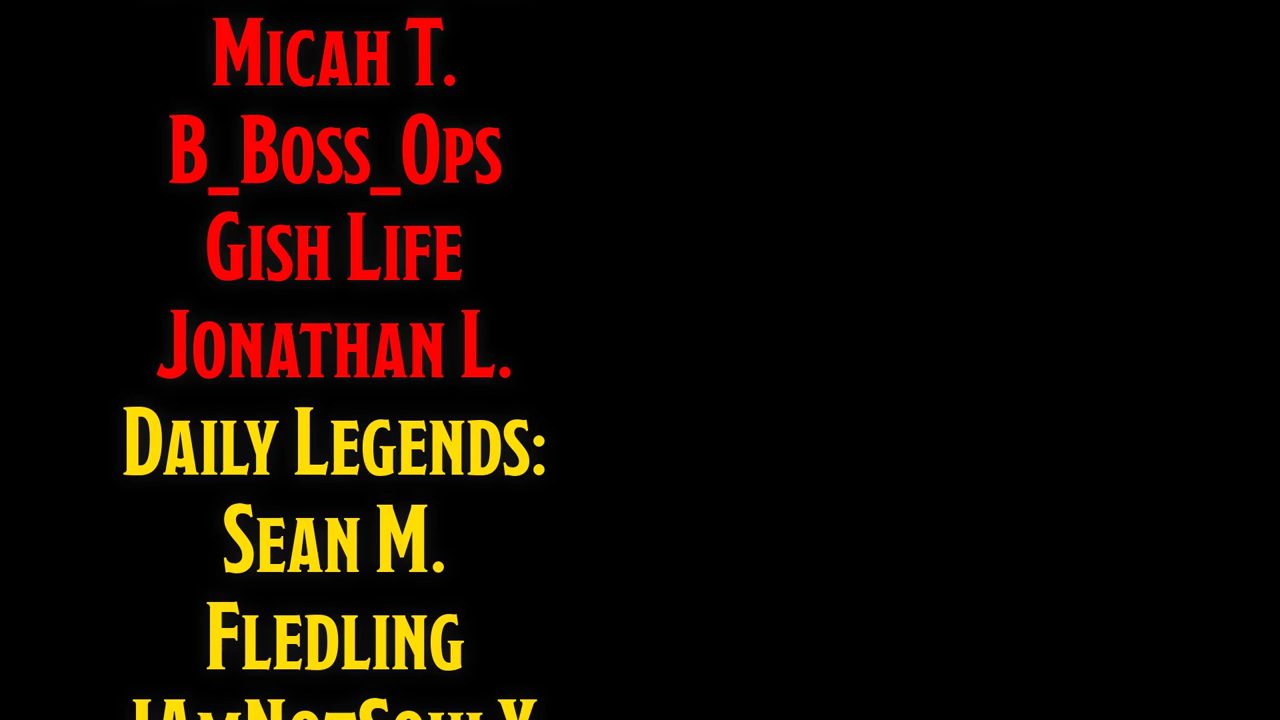 Micah T.
B_Boss_Ops
Gish Life
Jonathan L.
Daily Legends:
Sean M.
Fledling